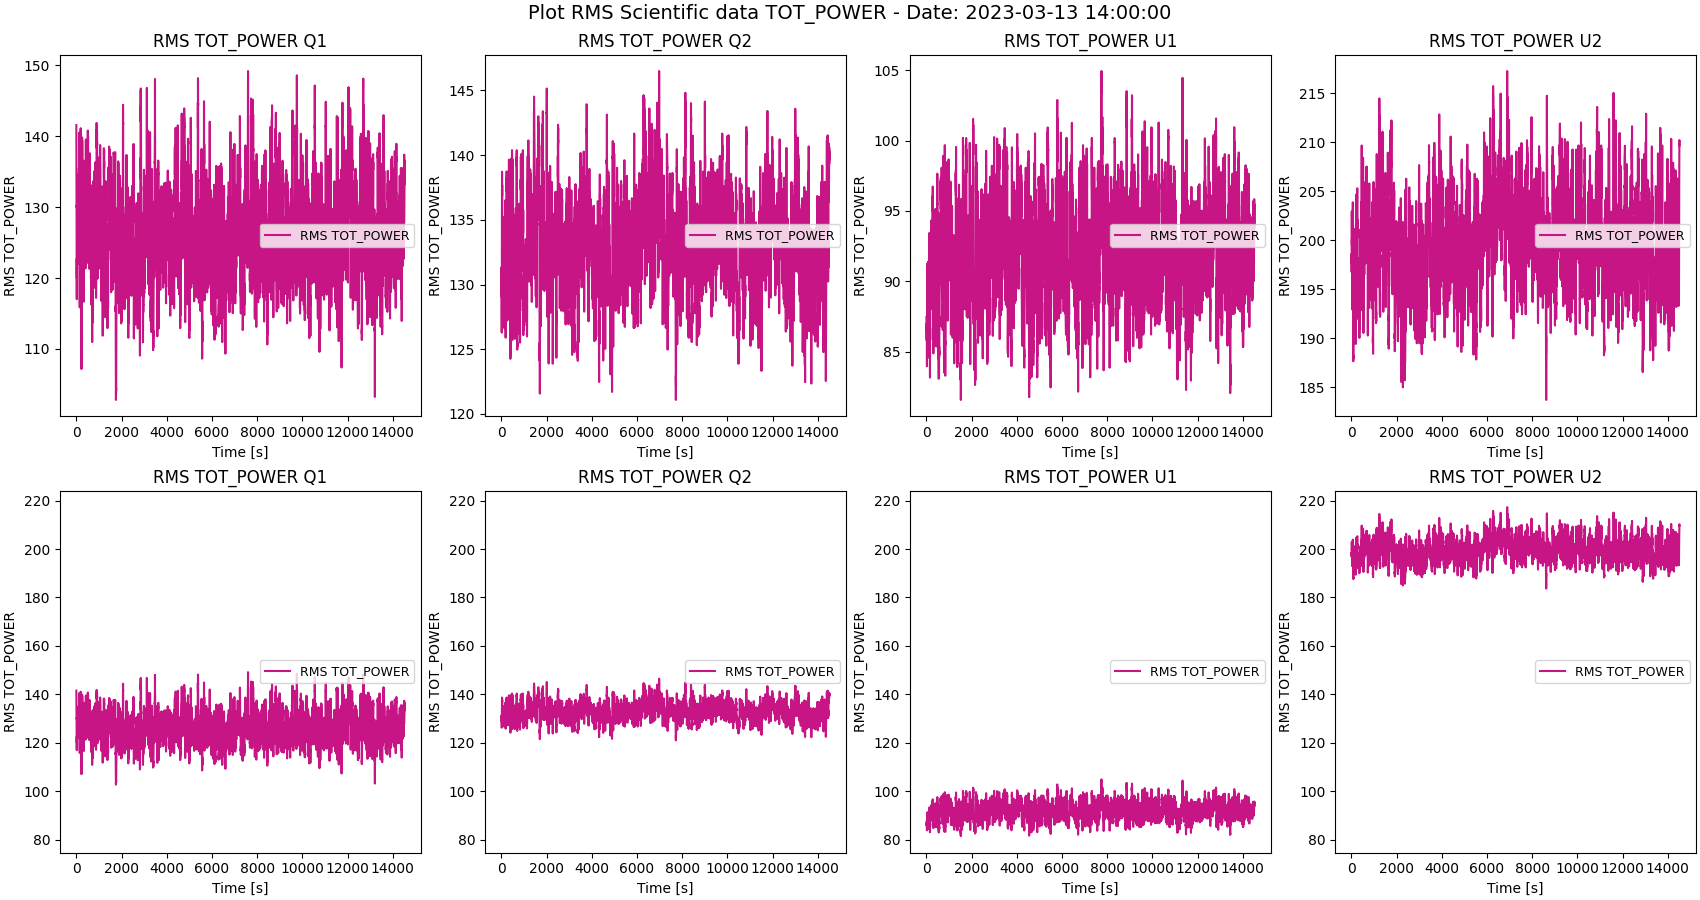 Plot RMS Scientific data TOT_POWER - Date: 2023-03-13 14:00:00
RMS TOT_POWER Q1
RMS TOT_POWER
150
140
130
120
110
RMS TOT_POWER
0 2000 4000 6000 8000 10000 12000 14000
Time [s]
RMS TOT_POWER Q2
RMS TOT_POWER
145
140
135
130
125
120
RMS TOT_POWER
0 2000 4000 6000 8000 10000 12000 14000
Time [s]
RMS TOT_POWER U1
RMS TOT_POWER
105
100
95
90
85
RMS TOT_POWER
0 2000 4000 6000 8000 10000 12000 14000
Time [s]
RMS TOT_POWER U2
RMS TOT_POWER
215
210
205
200
195
190
185
RMS TOT_POWER
0 2000 4000 6000 8000 10000 12000 14000
Time [s]
RMS TOT_POWER Q1
RMS TOT_POWER
220
200
180
160
140
120
100
80
RMS TOT_POWER
0 2000 4000 6000 8000 10000 12000 14000
Time [s]
RMS TOT_POWER Q2
RMS TOT_POWER
220
200
180
160
140
120
100
80
RMS TOT_POWER
0 2000 4000 6000 8000 10000 12000 14000
Time [s]
RMS TOT_POWER U1
RMS TOT_POWER
220
200
180
160
140
120
100
80
RMS TOT_POWER
0 2000 4000 6000 8000 10000 12000 14000
Time [s]
RMS TOT_POWER U2
RMS TOT_POWER
220
200
180
160
140
120
100
80
RMS TOT_POWER
0 2000 4000 6000 8000 10000 12000 14000
Time [s]